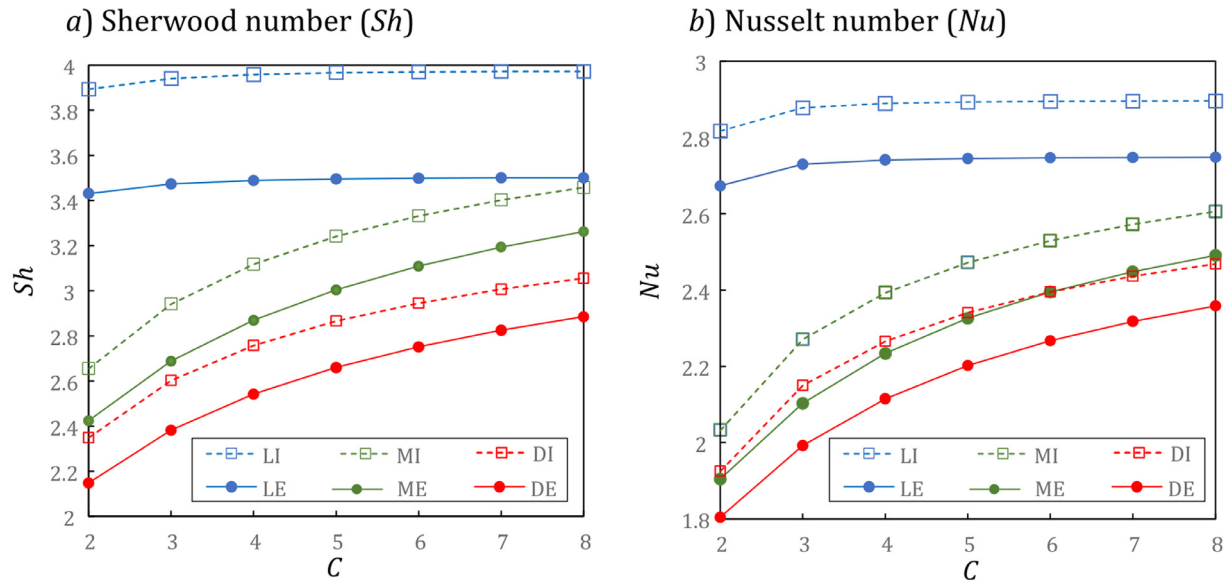 a) Sherwood number (Sh)
4
3.8
3.6
3.4
3.2
3
2.8
2.6
2.4
2.2
2
Sh
LI MI DI
LE ME DE
2 3 4 5 6 7 8
C
b) Nusselt number (Nu)
3
2.8
2.6
2.4
2.2
2
1.8
Nu
LI MI DI
LE ME DE
2 3 4 5 6 7 8
C